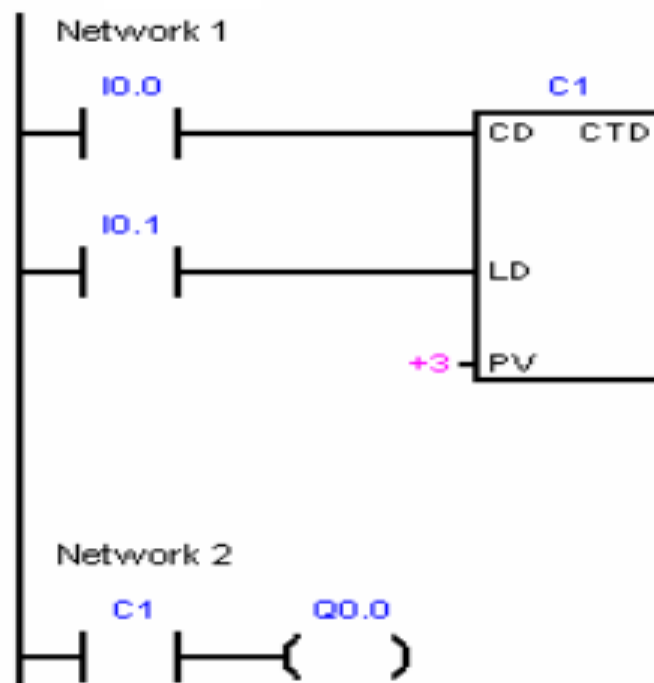 Network 1
I0.0
C1
CD CTD
I0.1
LD
+3 PV
Network 2
C1
Q0.0